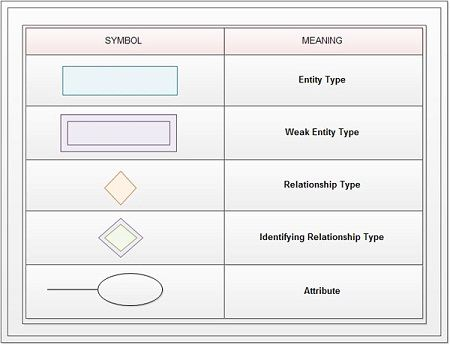 SYMBOL MEANING
Entity Type
Weak Entity Type
Relationship Type
Identifying Relationship Type
Attribute